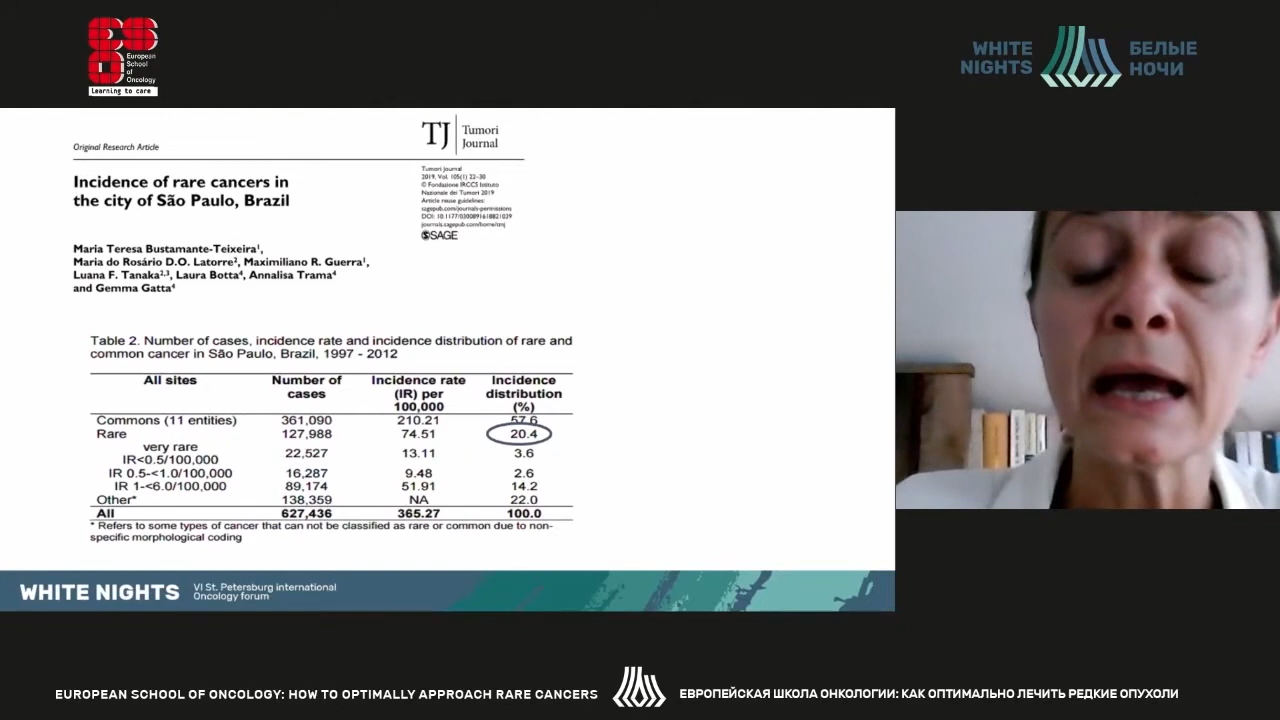 European
School
of
Oncology
Learning to care
WHITE
NIGHTS
БЕЛЫЕ
НОЧИ
Original Research Article
TJ Tumori
Journal
Incidence of rare cancers in
the city of São Paulo, Brazil
Tumori Journal
2019, Vol. 105(1) 22–30
© Fondazione IRCCS Istituto
Nazionale dei Tumori 2019
Article reuse guidelines:
sagepub.com/journals-permissions
DOI: 10.1177/0300891618821039
journals.sagepub.com/home/tmj
SAGE
Maria Teresa Bustamante-Teixeira¹,
Maria do Rosário D.O. Latorre², Maximiliano R. Guerra¹,
Luana F. Tanaka²,³, Laura Botta⁴, Annalisa Trama⁴
and Gemma Gatta⁴
Table 2. Number of cases, incidence rate and incidence distribution of rare and
common cancer in São Paulo, Brazil, 1997 - 2012
All sites Number of cases Incidence rate (IR) per 100,000 Incidence distribution (%)
Commons (11 entities) 361,090 210.21 57.6
Rare 127,988 74.51 20.4
very rare IR<0.5/100,000 22,527 13.11 3.6
IR 0.5-<1.0/100,000 16,287 9.48 2.6
IR 1-<6.0/100,000 89,174 51.91 14.2
Other* 138,359 NA 22.0
All 627,436 365.27 100.0
* Refers to some types of cancer that can not be classified as rare or common due to non-
specific morphological coding
WHITE NIGHTS VI St. Petersburg international
Oncology forum
EUROPEAN SCHOOL OF ONCOLOGY: HOW TO OPTIMALLY APPROACH RARE CANCERS
ЕВРОПЕЙСКАЯ ШКОЛА ОНКОЛОГИИ: КАК ОПТИМАЛЬНО ЛЕЧИТЬ РЕДКИЕ ОПУХОЛИ